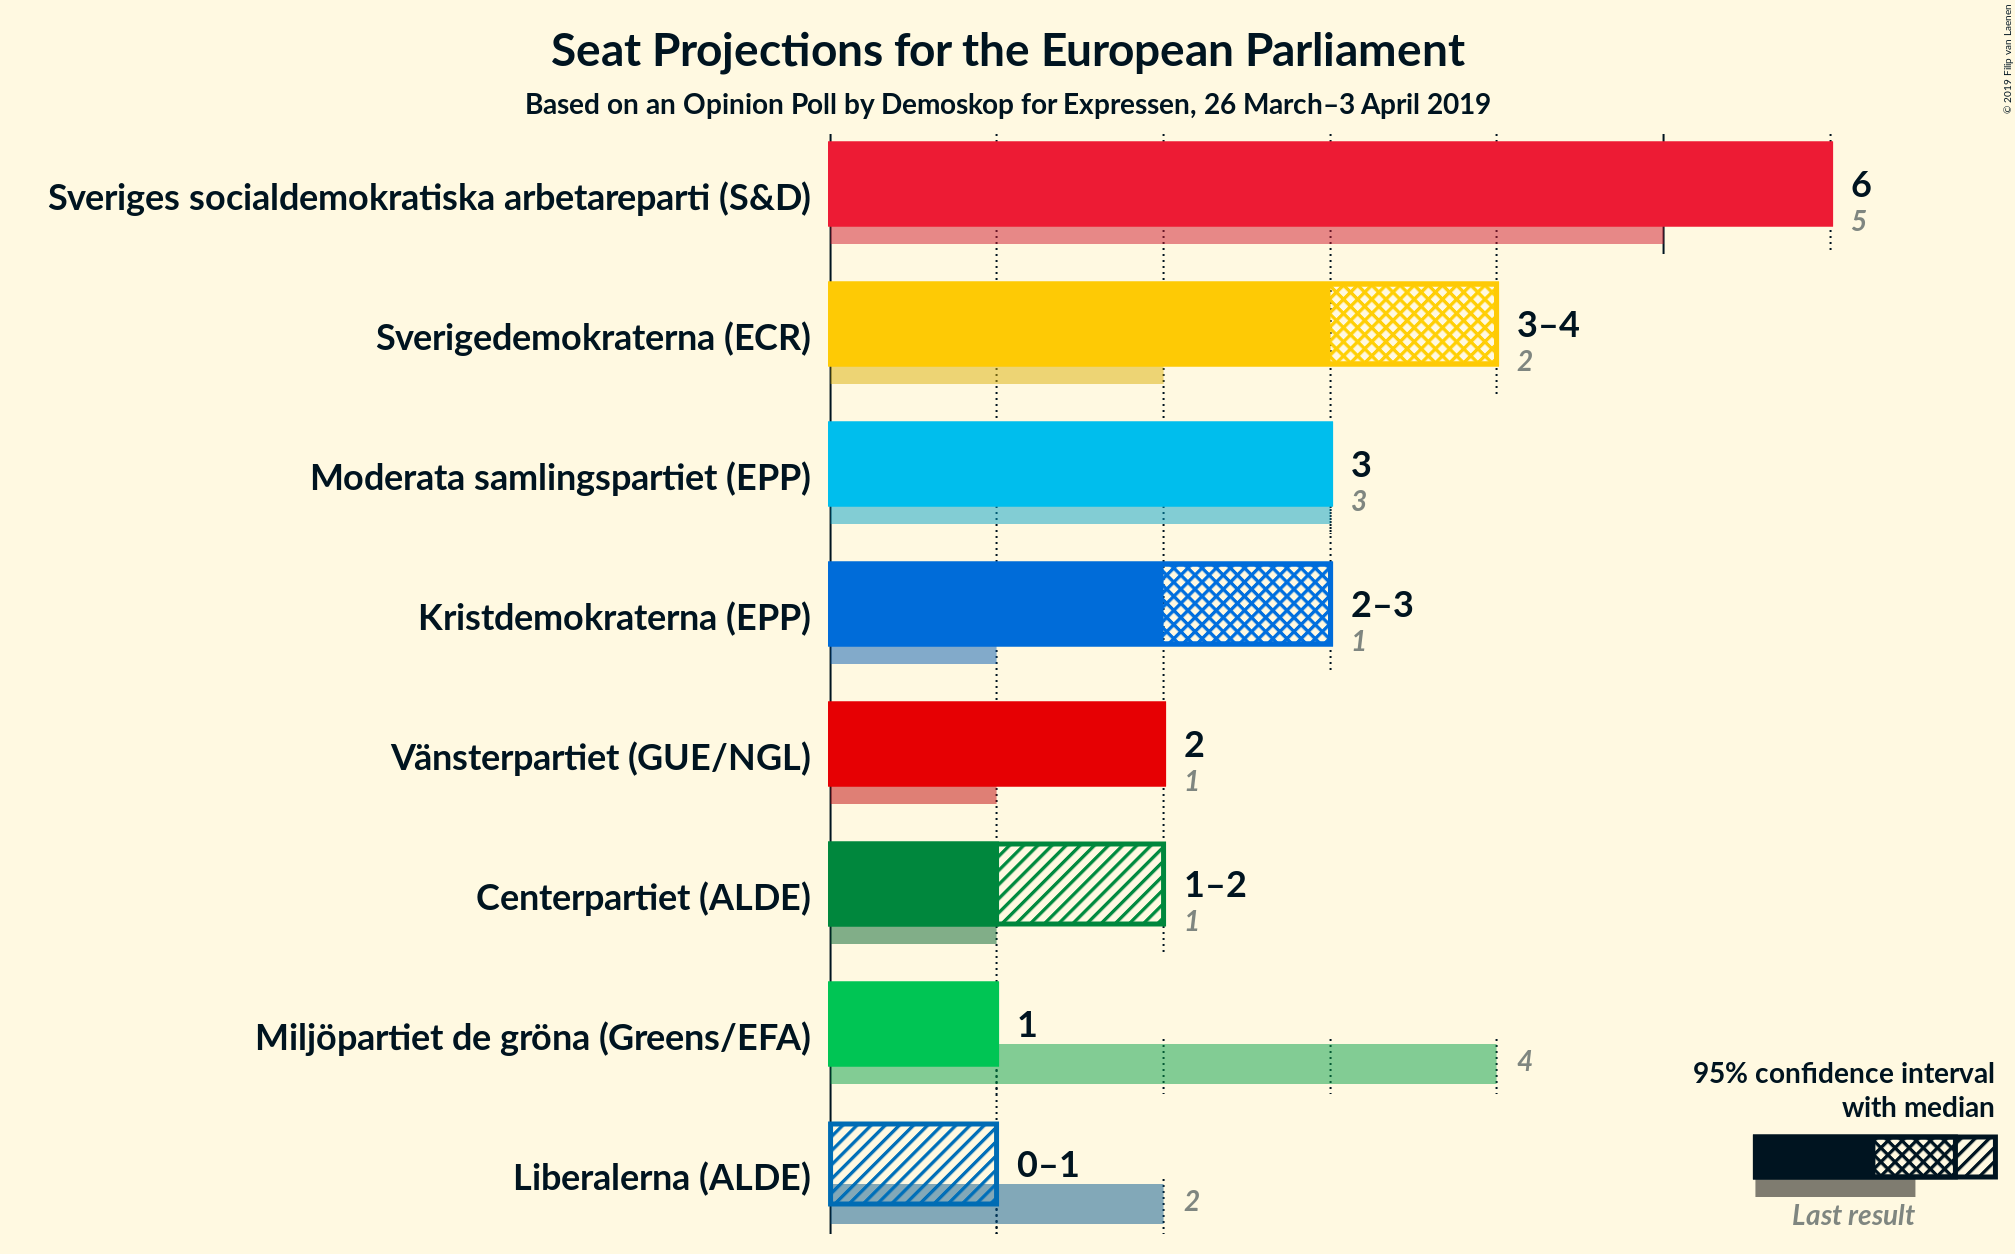 Seat Projections for the European Parliament
Based on an Opinion Poll by Demoskop for Expressen, 26 March–3 April 2019
© 2019 Filip van Laenen
Sveriges socialdemokratiska arbetareparti (S&D)
6
5
Sverigedemokraterna (ECR)
3–4
2
Moderata samlingspartiet (EPP)
3
3
Kristdemokraterna (EPP)
2–3
1
Vänsterpartiet (GUE/NGL)
2
1
Centerpartiet (ALDE)
1–2
1
Miljöpartiet de gröna (Greens/EFA)
1
4
Liberalerna (ALDE)
0–1
2
95% confidence interval
with median
Last result